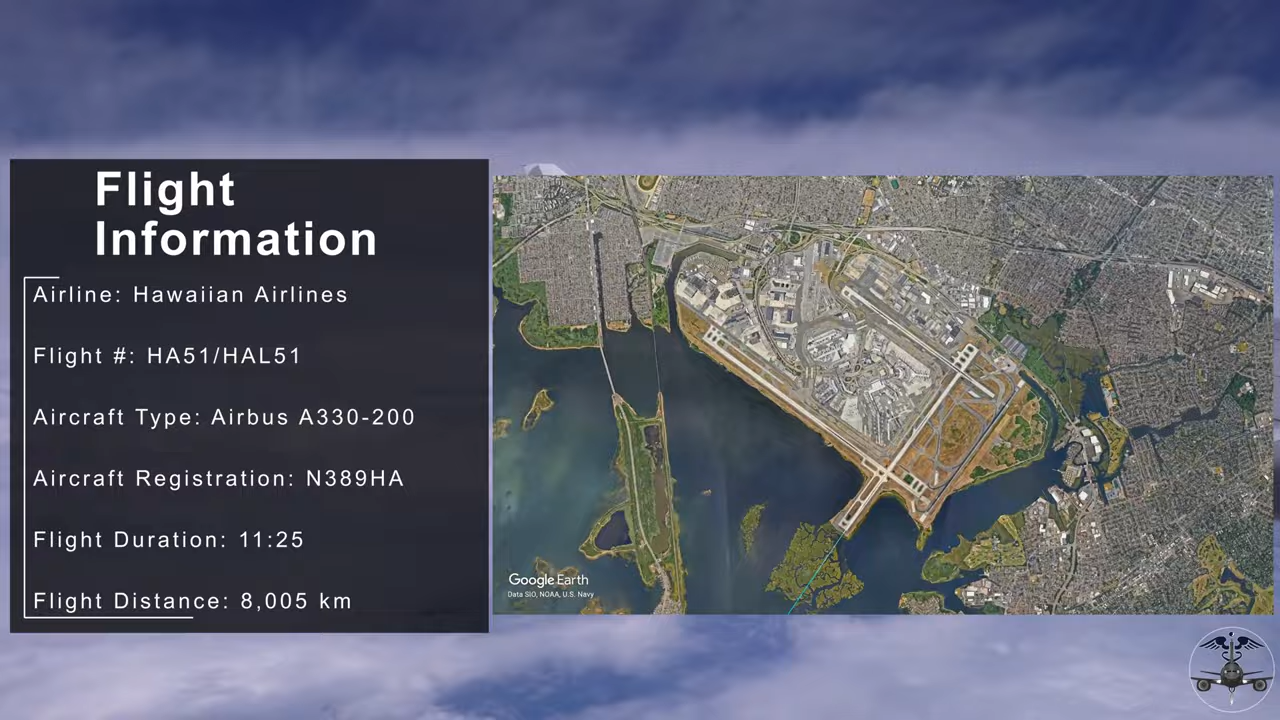 Flight
Information
Airline: Hawaiian Airlines
Flight #: HA51/HAL51
Aircraft Type: Airbus A330-200
Aircraft Registration: N389HA
Flight Duration: 11:25
Flight Distance: 8,005 km
Google Earth
Data SIO, NOAA, U.S. Navy